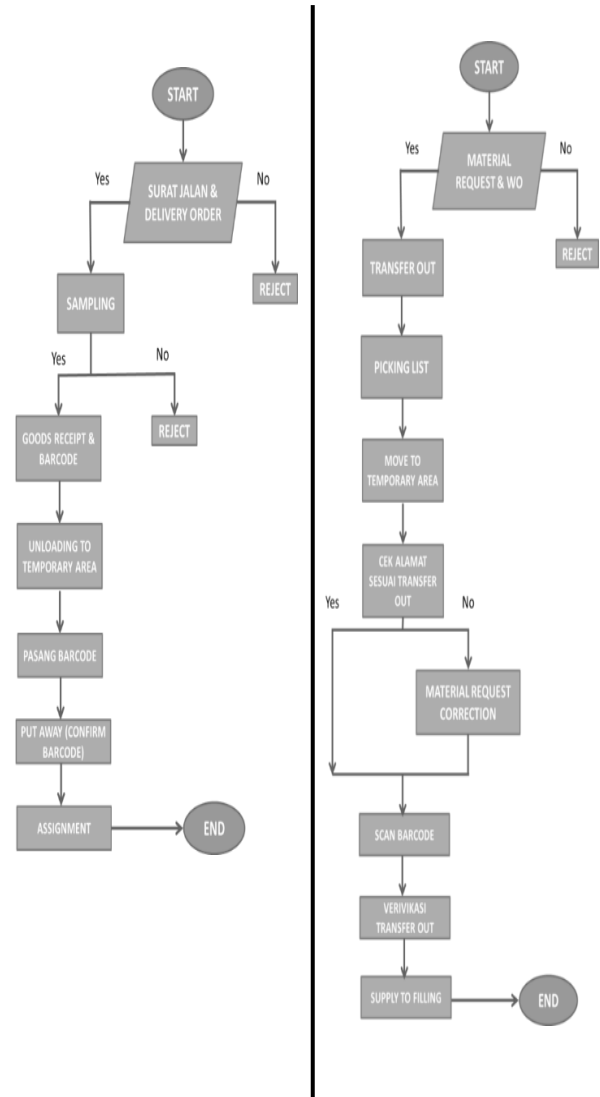 START
Yes
No
SURAT JALAN &
DELIVERY ORDER
SAMPLING
REJECT
Yes
No
GOODS RECEIPT &
BARCODE
REJECT
UNLOADING TO
TEMPORARY AREA
PASANG BARCODE
PUT AWAY (CONFIRM
BARCODE)
ASSIGNMENT
END
START
Yes
No
MATERIAL
REQUEST & WO
TRANSFER OUT
REJECT
PICKING LIST
MOVE TO
TEMPORARY AREA
CEK ALAMAT
SESUAI TRANSFER
OUT
Yes
No
MATERIAL REQUEST
CORRECTION
SCAN BARCODE
VERIVIKASI
TRANSFER OUT
SUPPLY TO FILLING
END